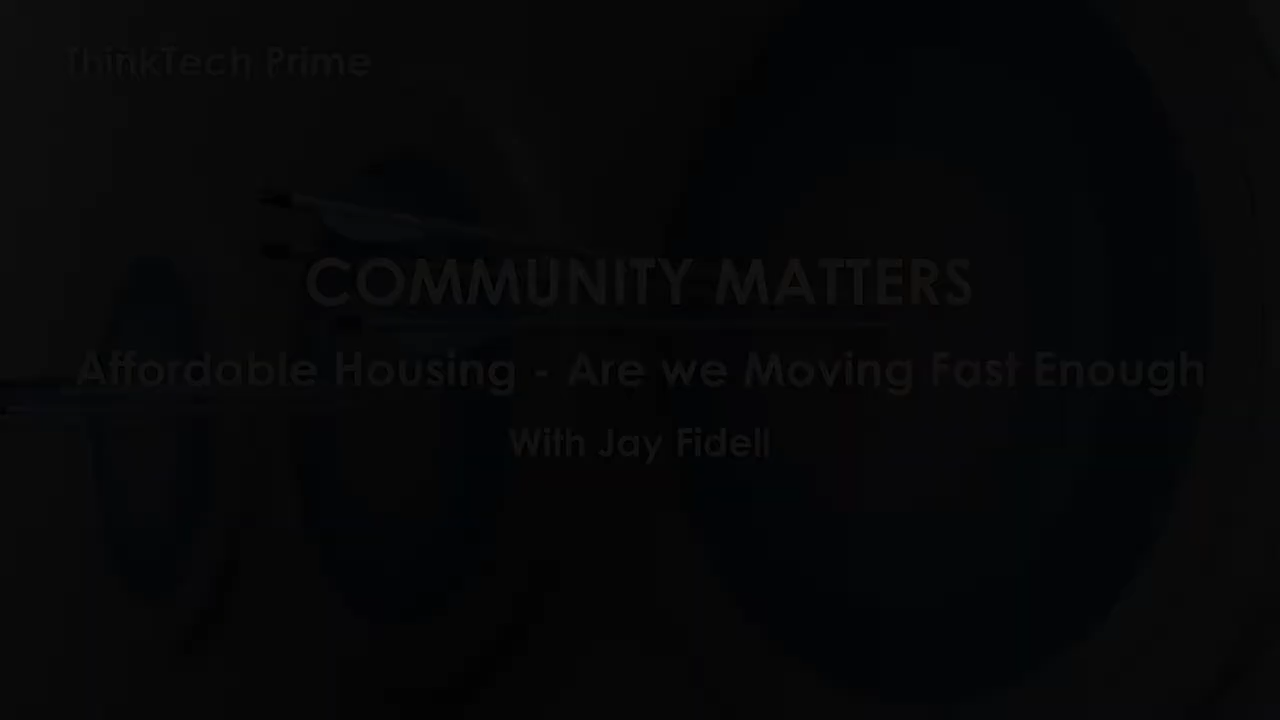 ThinkTech Prime
COMMUNITY MATTERS
Affordable Housing - Are we Moving Fast Enough
With Jay Fidell